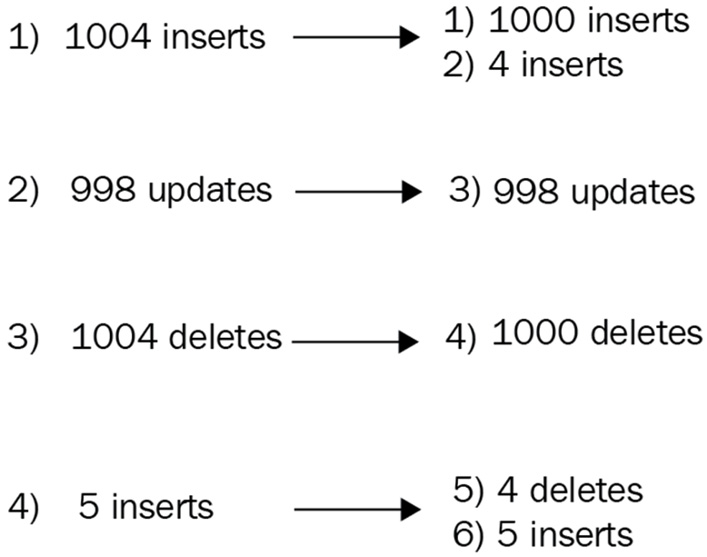 1) 1004 inserts
1) 1000 inserts
2) 4 inserts
2) 998 updates
3) 998 updates
3) 1004 deletes
4) 1000 deletes
4) 5 inserts
5) 4 deletes
6) 5 inserts